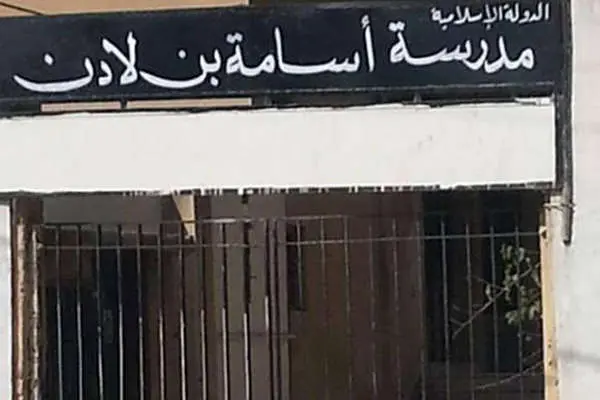 الدولة الإسلامية
مدرسة أسامة بن لادن